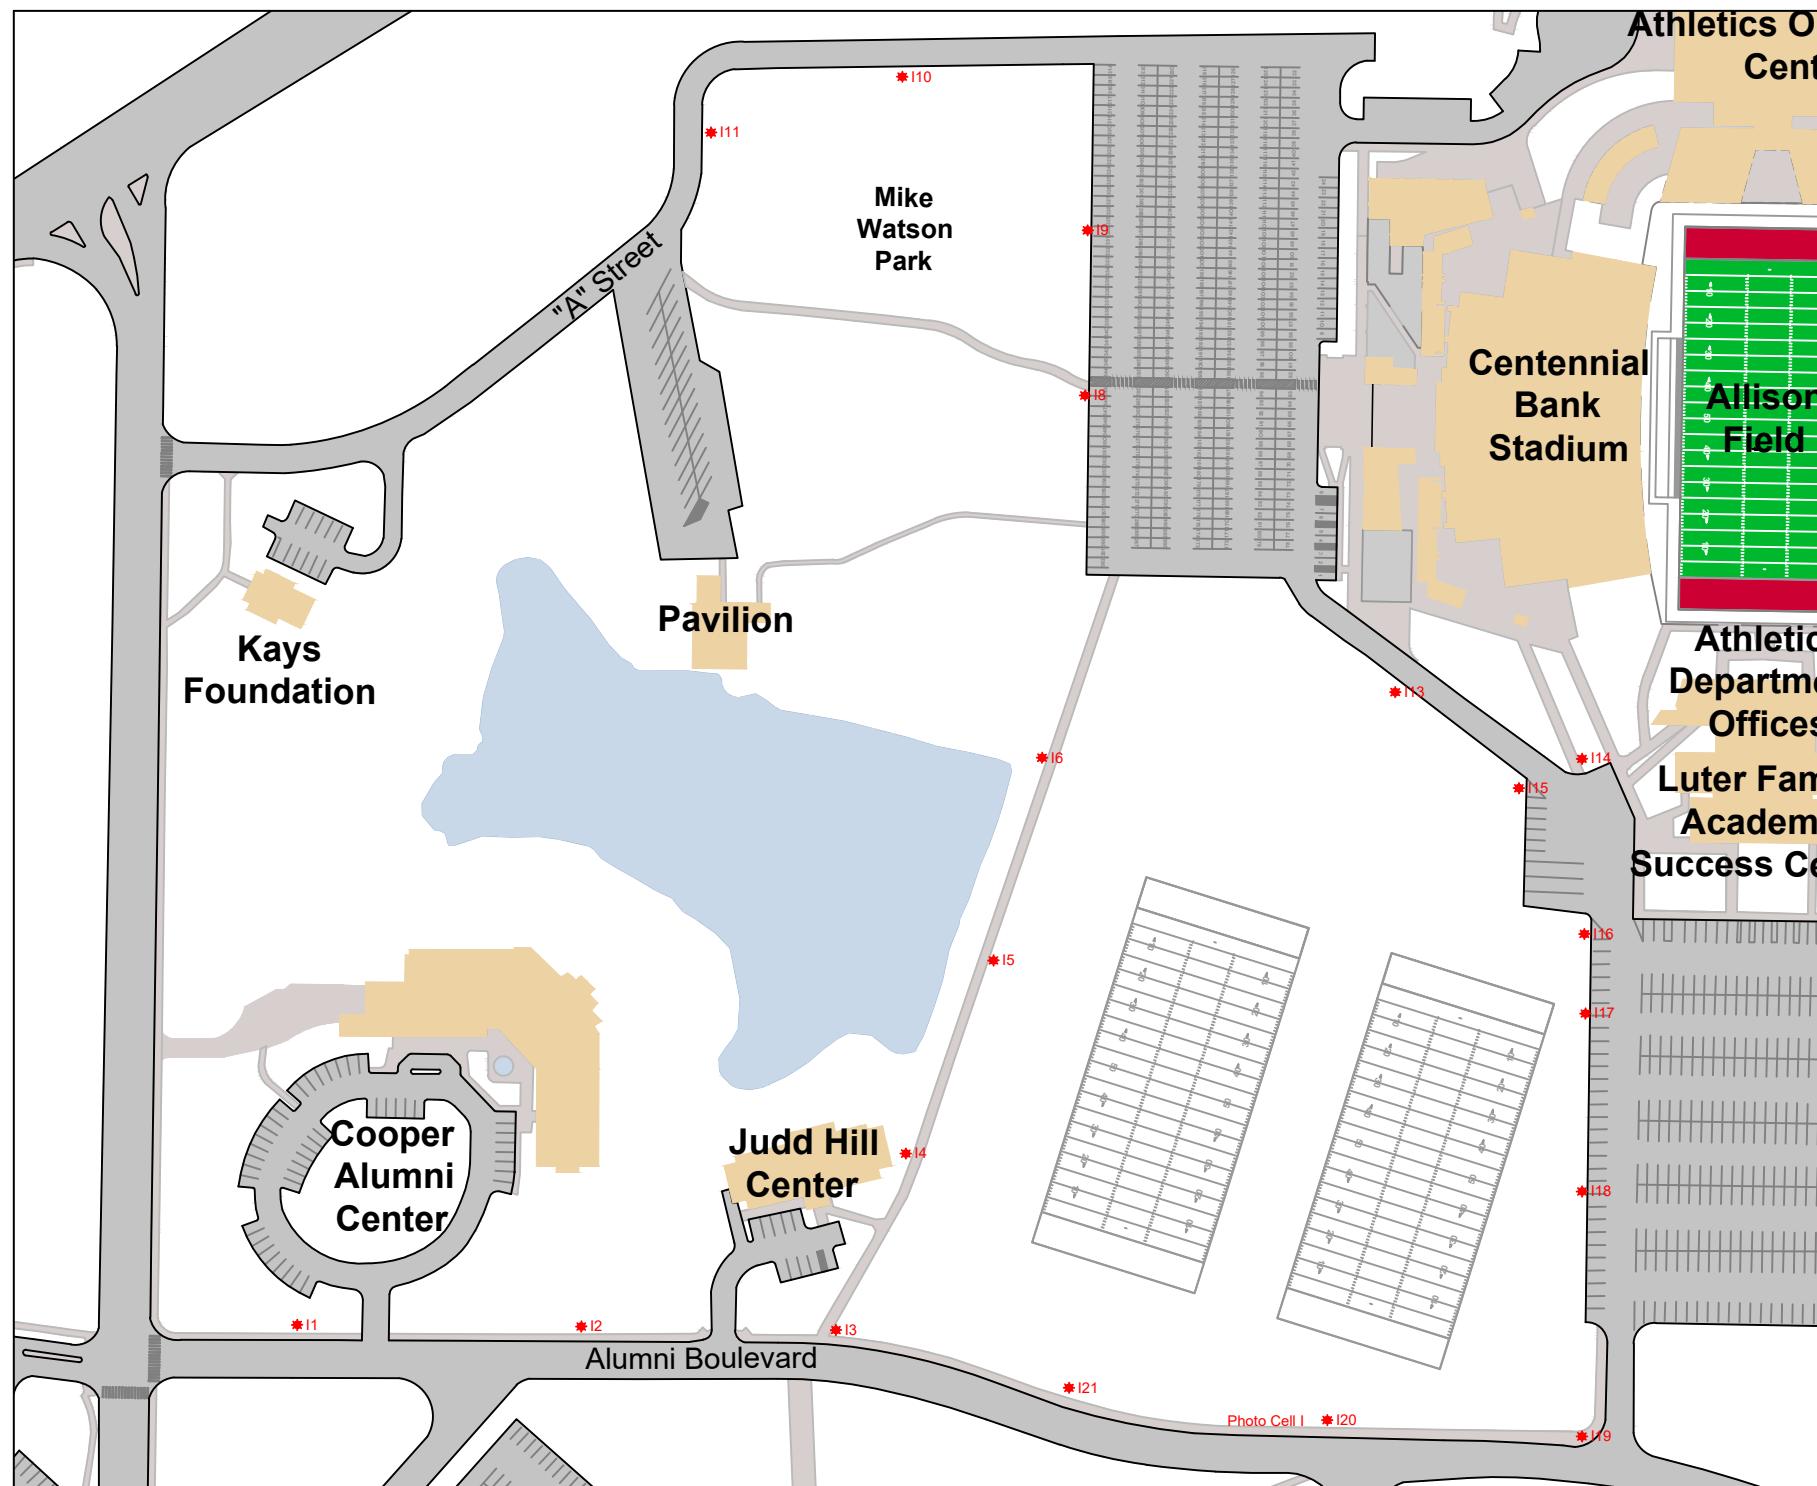 Athletics O
Cent
I10
I11
Mike
Watson
Park
I9
"A" Street
Centennial
Bank
Stadium
Allison
Field
I8
Pavilion
Kays
Foundation
Athletic
Departme
Offices
I13
I6
I14
I15
Luter Fam
Academ
Success Ce
I16
I5
I17
Cooper
Alumni
Center
Judd Hill
Center
I4
I18
I1
I2
I3
Alumni Boulevard
I21
Photo Cell I
I20
I19